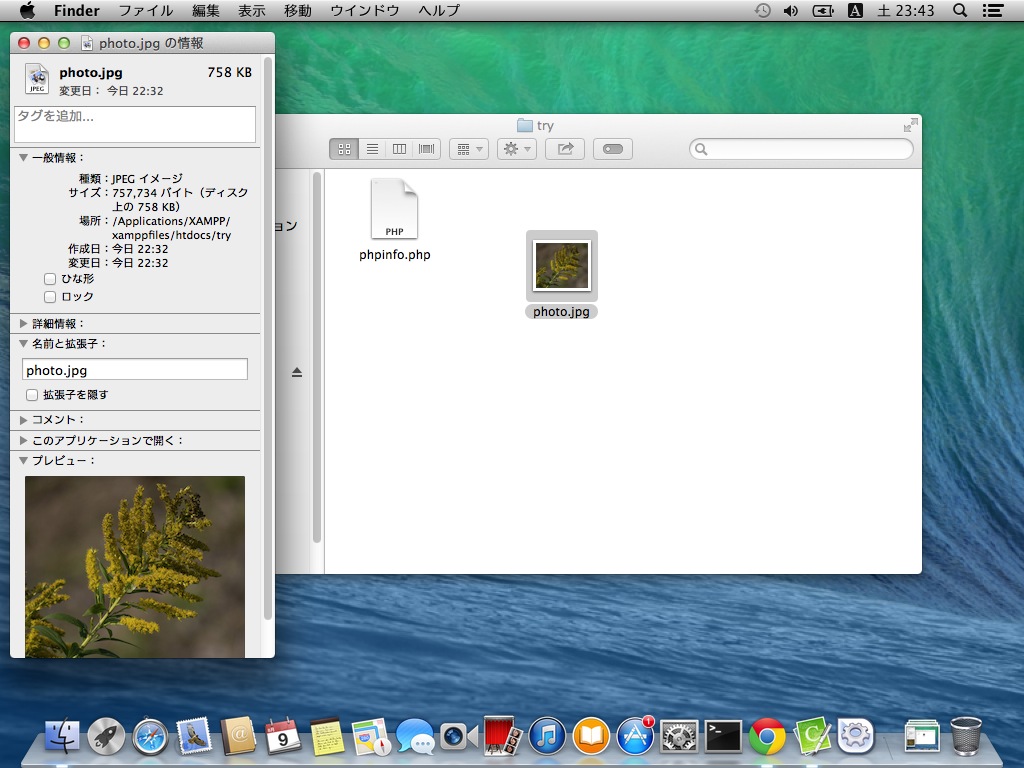 Finder ファイル 編集 表示 移動 ウインドウ ヘルプ A 土 23:43
photo.jpg の情報
JPEG
photo.jpg 758 KB
変更日： 今日 22:32
タグを追加...
一般情報：
種類：JPEG イメージ
サイズ：757,734 バイト（ディスク
上の 758 KB）
場所：/Applications/XAMPP/
xamppfiles/htdocs/try
作成日：今日 22:32
変更日：今日 22:32
ひな形
ロック
詳細情報：
名前と拡張子：
photo.jpg
拡張子を隠す
コメント：
このアプリケーションで開く：
プレビュー：
try
ョン
PHP
phpinfo.php
photo.jpg
9
1